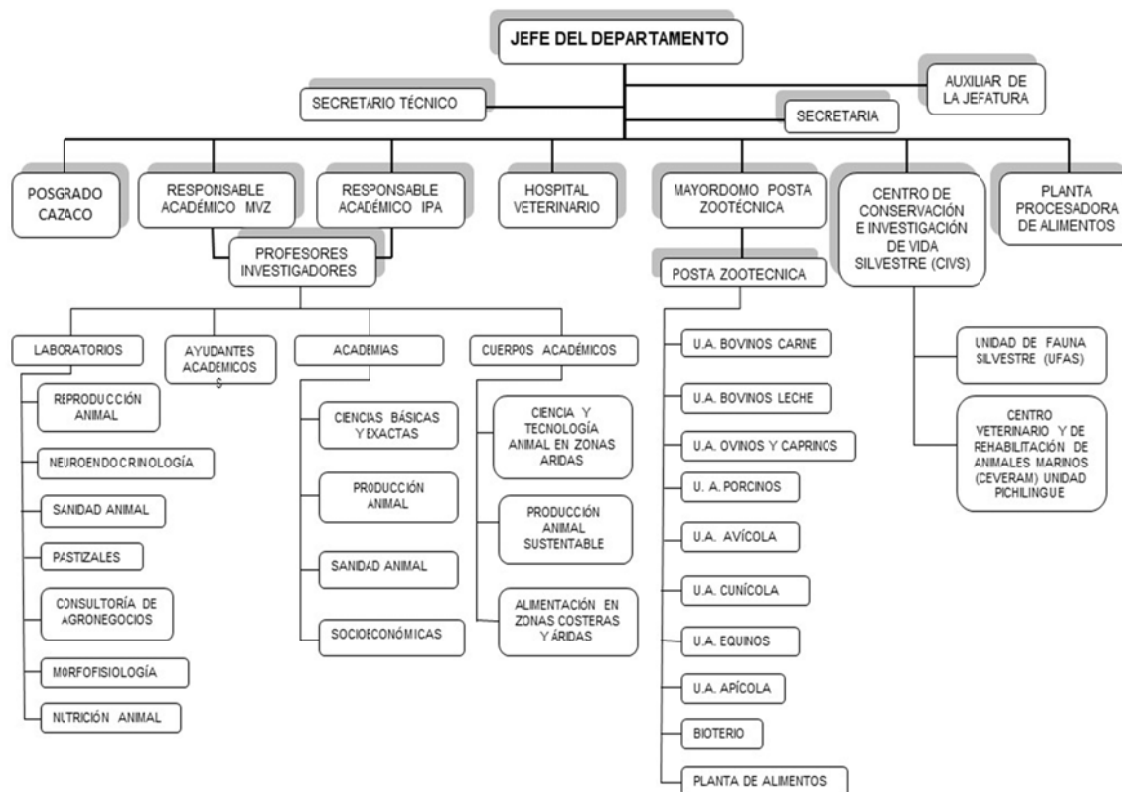 JEFE DEL DEPARTAMENTO
AUXILIAR DE
LA JEFATURA
SECRETARIO TÉCNICO
SECRETARIA
POSGRADO
CAZACO
RESPONSABLE
ACADÉMICO MVZ
RESPONSABLE
ACADÉMICO IPA
HOSPITAL
VETERINARIO
MAYORDOMO POSTA
ZOOTÉCNICA
CENTRO DE
CONSERVACIÓN
E INVESTIGACIÓN
DE VIDA
SILVESTRE (CIVS)
PLANTA
PROCESADORA
DE ALIMENTOS
PROFESORES
INVESTIGADORES
POSTA ZOOTECNICA
LABORATORIOS
REPRODUCCIÓN
ANIMAL
NEUROENDOCRINOLOGÍA
SANIDAD ANIMAL
PASTIZALES
CONSULTORÍA DE
AGRONEGOCIOS
MORFOFISIOLOGÍA
NUTRICIÓN ANIMAL
AYUDANTES
ACADEMICOS
S
ACADEMIAS
CIENCIAS BÁSICAS
Y EXACTAS
PRODUCCIÓN
ANIMAL
SANIDAD ANIMAL
SOCIOECONÓMICAS
CUERPOS ACADÉMICOS
CIENCIA Y
TECNOLOGÍA
ANIMAL EN ZONAS
ARIDAS
PRODUCCIÓN
ANIMAL
SUSTENTABLE
ALIMENTACIÓN EN
ZONAS COSTERAS
Y ÁRIDAS
U.A. BOVINOS CARNE
U.A. BOVINOS LECHE
U.A. OVINOS Y CAPRINOS
U. A. PORCINOS
U.A. AVÍCOLA
U.A. CUNÍCOLA
U.A. EQUINOS
U.A. APÍCOLA
BIOTERIO
PLANTA DE ALIMENTOS
UNIDAD DE FAUNA
SILVESTRE (UFAS)
CENTRO
VETERINARIO Y DE
REHABILITACIÓN DE
ANIMALES MARINOS
(CEVERAM) UNIDAD
PICHILINGUE